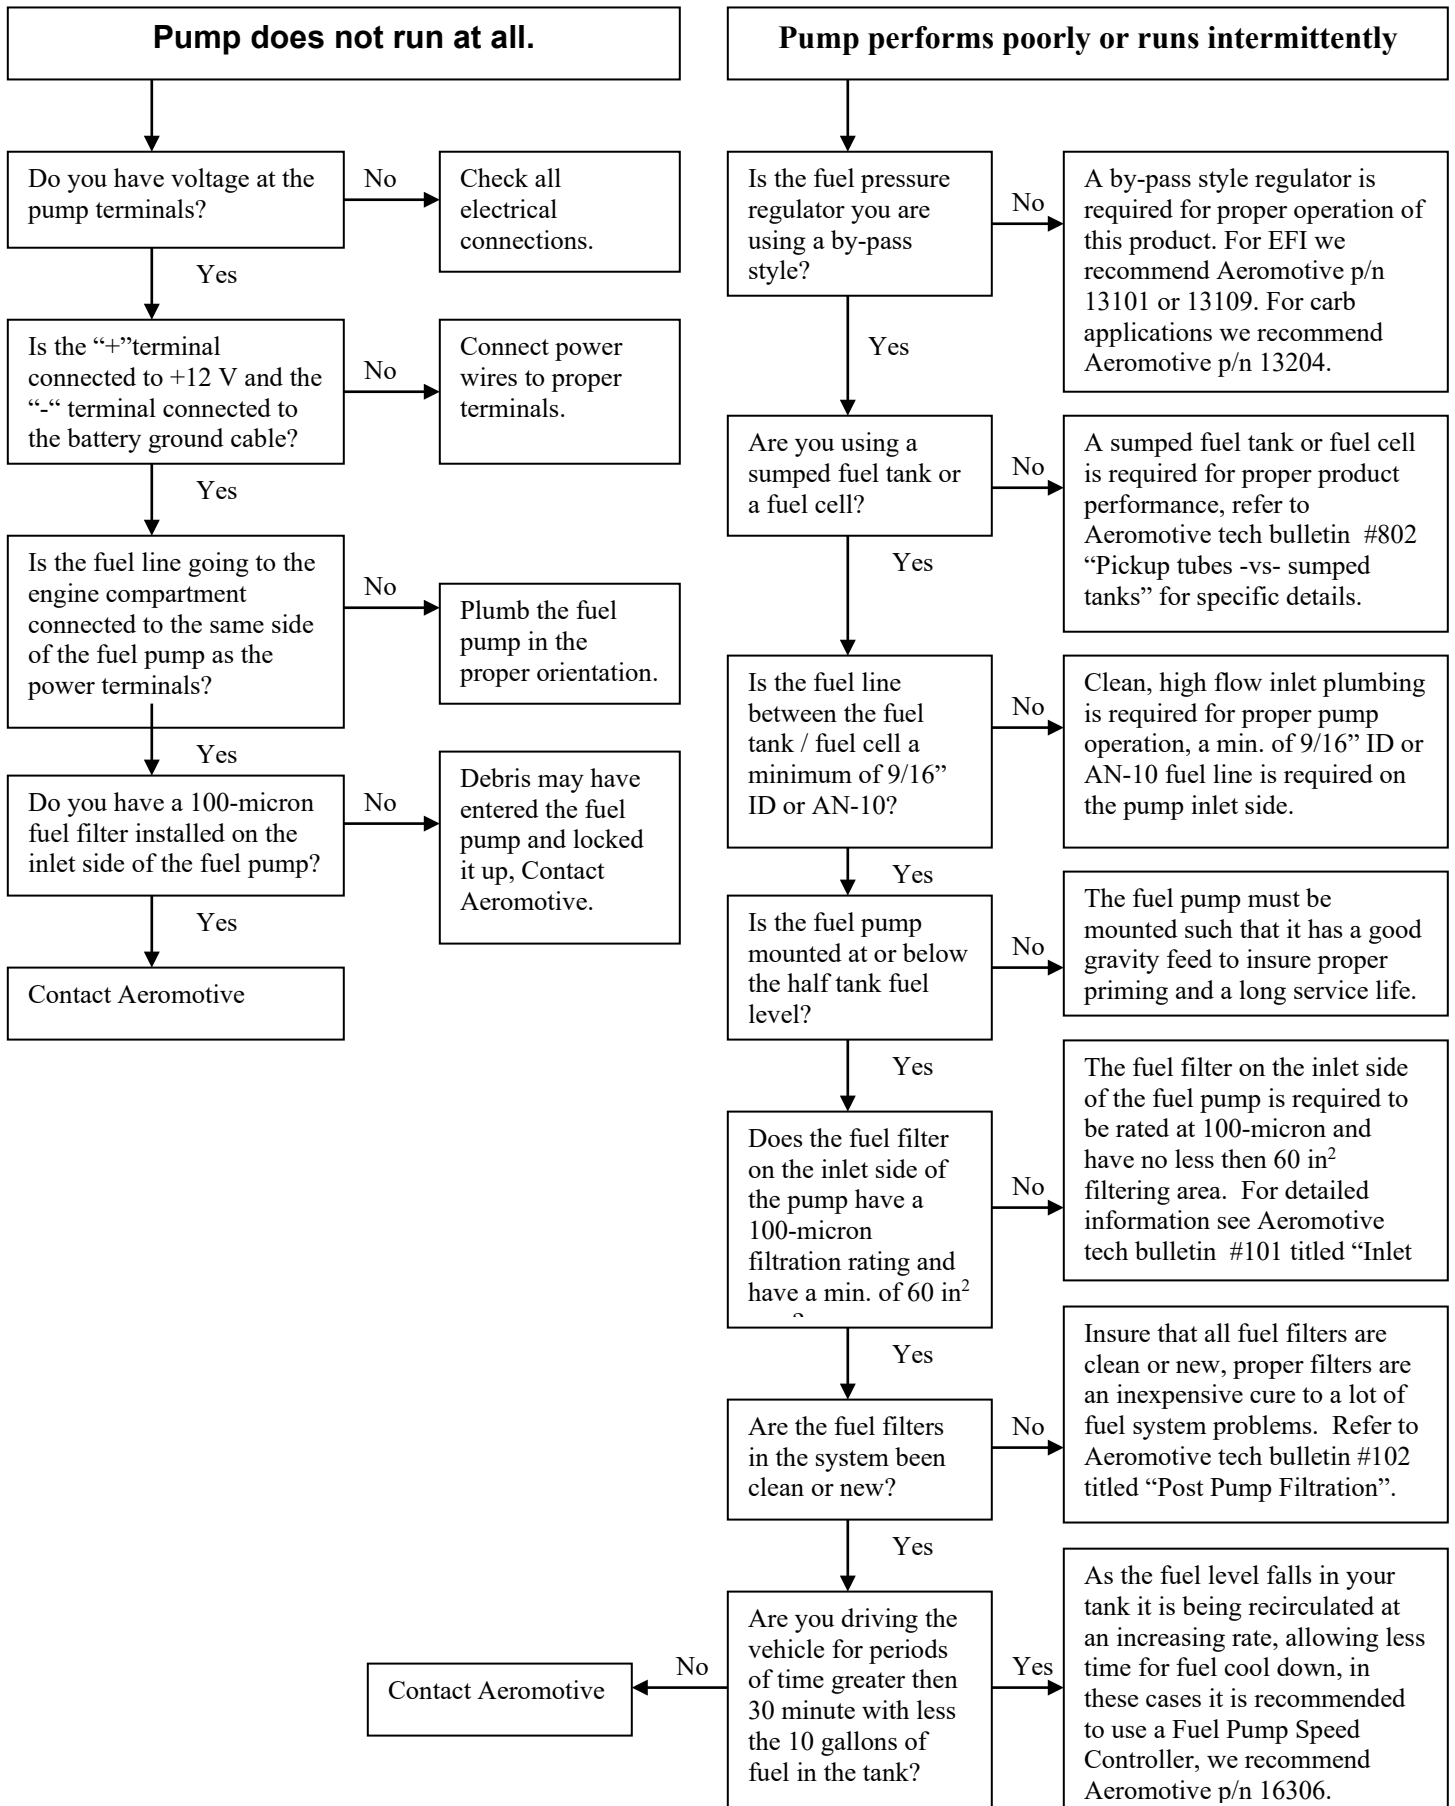 Pump does not run at all.
Do you have voltage at the
pump terminals?
No
Check all
electrical
connections.
Yes
Is the “+”terminal
connected to +12 V and the
“-“ terminal connected to
the battery ground cable?
No
Connect power
wires to proper
terminals.
Yes
Is the fuel line going to the
engine compartment
connected to the same side
of the fuel pump as the
power terminals?
No
Plumb the fuel
pump in the
proper orientation.
Yes
Do you have a 100-micron
fuel filter installed on the
inlet side of the fuel pump?
No
Debris may have
entered the fuel
pump and locked
it up, Contact
Aeromotive.
Yes
Contact Aeromotive
Pump performs poorly or runs intermittently
Is the fuel pressure
regulator you are
using a by-pass
style?
No
A by-pass style regulator is
required for proper operation of
this product. For EFI we
recommend Aeromotive p/n
13101 or 13109. For carb
applications we recommend
Aeromotive p/n 13204.
Yes
Are you using a
sumped fuel tank or
a fuel cell?
No
A sumped fuel tank or fuel cell
is required for proper product
performance, refer to
Aeromotive tech bulletin  #802
“Pickup tubes -vs- sumped
tanks” for specific details.
Yes
Is the fuel line
between the fuel
tank / fuel cell a
minimum of 9/16”
ID or AN-10?
No
Clean, high flow inlet plumbing
is required for proper pump
operation, a min. of 9/16” ID or
AN-10 fuel line is required on
the pump inlet side.
Yes
Is the fuel pump
mounted at or below
the half tank fuel
level?
No
The fuel pump must be
mounted such that it has a good
gravity feed to insure proper
priming and a long service life.
Yes
Does the fuel filter
on the inlet side of
the pump have a
100-micron
filtration rating and
have a min. of 60 in²
No
The fuel filter on the inlet side
of the fuel pump is required to
be rated at 100-micron and
have no less then 60 in²
filtering area.  For detailed
information see Aeromotive
tech bulletin  #101 titled “Inlet
Yes
Are the fuel filters
in the system been
clean or new?
No
Insure that all fuel filters are
clean or new, proper filters are
an inexpensive cure to a lot of
fuel system problems.  Refer to
Aeromotive tech bulletin #102
titled “Post Pump Filtration”.
Yes
Are you driving the
vehicle for periods
of time greater then
30 minute with less
the 10 gallons of
fuel in the tank?
No
Contact Aeromotive
Yes
As the fuel level falls in your
tank it is being recirculated at
an increasing rate, allowing less
time for fuel cool down, in
these cases it is recommended
to use a Fuel Pump Speed
Controller, we recommend
Aeromotive p/n 16306.